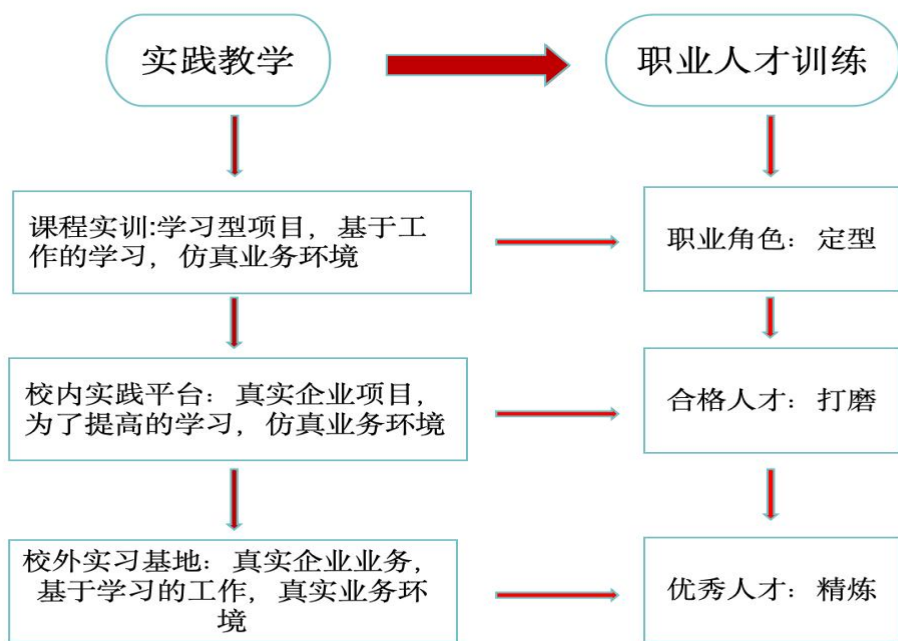 实践教学
职业人才训练
课程实训:学习型项目，基于工
作的学习，仿真业务环境
职业角色：定型
校内实践平台：真实企业项目，
为了提高的学习，仿真业务环境
合格人才：打磨
校外实习基地：真实企业业务，
基于学习的工作，真实业务环
境
优秀人才：精炼